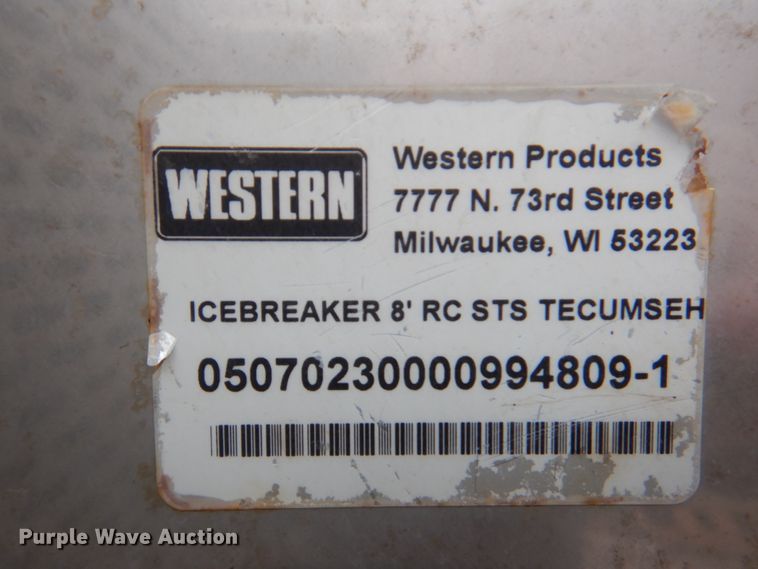 WESTERN
Western Products
7777 N. 73rd Street
Milwaukee, WI 53223
ICEBREAKER 8' RC STS TECUMSEH
05070230000994809-1
Purple Wave Auction